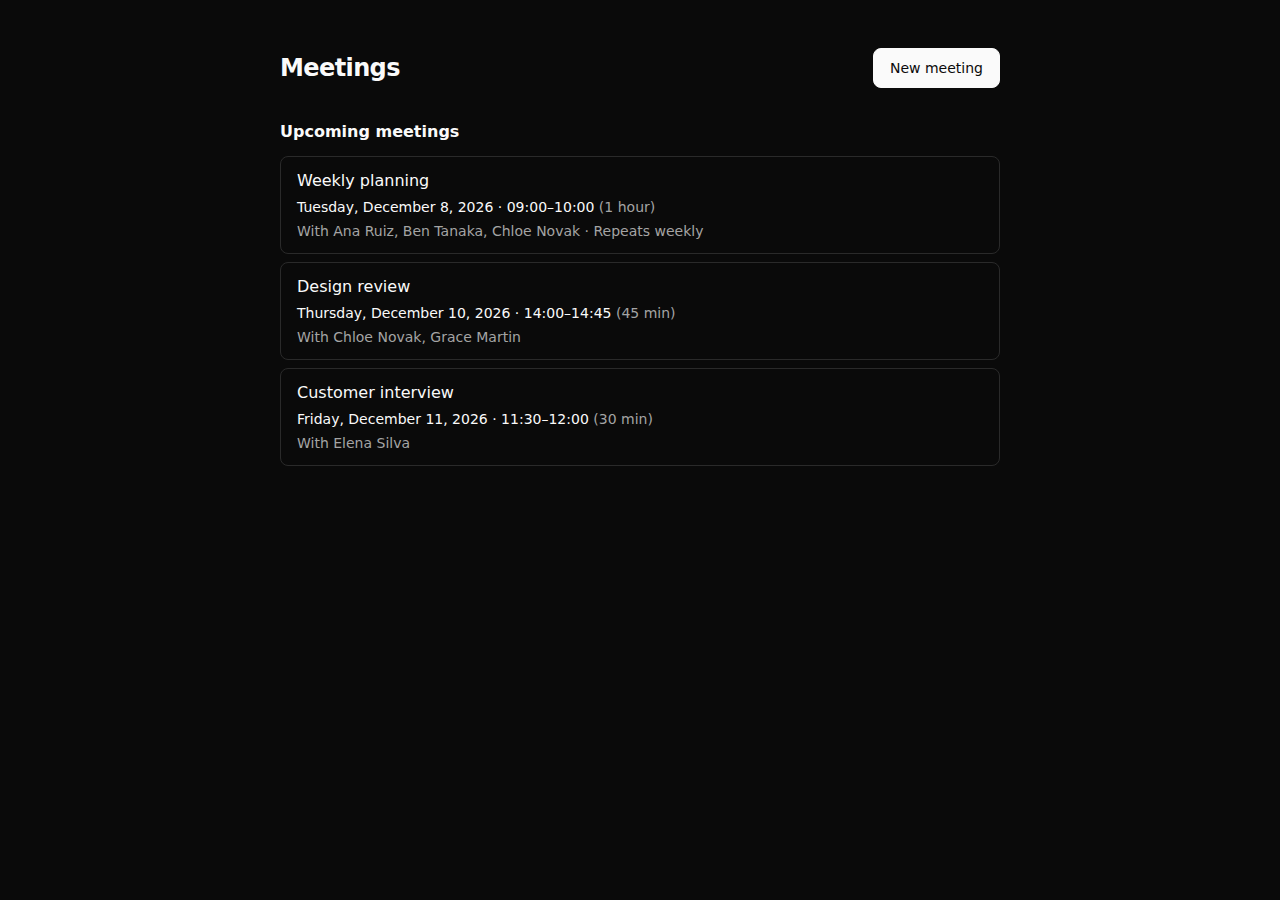 Meetings
New meeting
Upcoming meetings
Weekly planning
Tuesday, December 8, 2026 · 09:00–10:00 (1 hour)
With Ana Ruiz, Ben Tanaka, Chloe Novak · Repeats weekly
Design review
Thursday, December 10, 2026 · 14:00–14:45 (45 min)
With Chloe Novak, Grace Martin
Customer interview
Friday, December 11, 2026 · 11:30–12:00 (30 min)
With Elena Silva